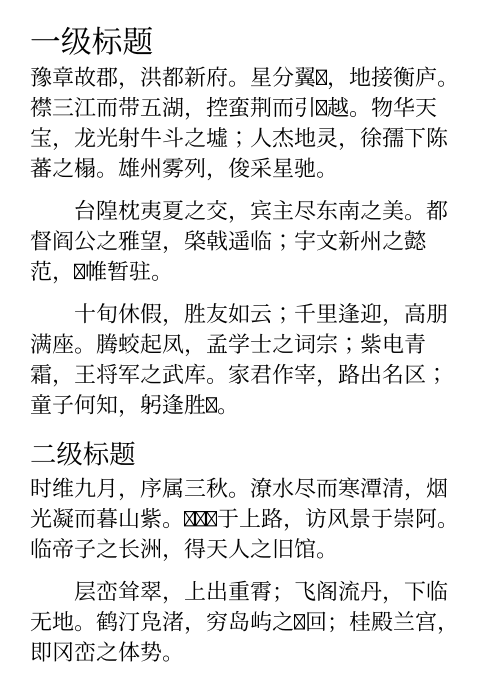 一级标题
豫章故郡，洪都新府。星分翼，地接衡庐。
襟三江而带五湖，控蛮荆而引越。物华天
宝，龙光射牛斗之墟；人杰地灵，徐孺下陈
蕃之榻。雄州雾列，俊采星驰。
台隍枕夷夏之交，宾主尽东南之美。都
督阎公之雅望，棨戟遥临；宇文新州之懿
范，帷暂驻。
十旬休假，胜友如云；千里逢迎，高朋
满座。腾蛟起凤，孟学士之词宗；紫电青
霜，王将军之武库。家君作宰，路出名区；
童子何知，躬逢胜。
二级标题
时维九月，序属三秋。潦水尽而寒潭清，烟
光凝而暮山紫。于上路，访风景于崇阿。
临帝子之长洲，得天人之旧馆。
层峦耸翠，上出重霄；飞阁流丹，下临
无地。鹤汀凫渚，穷岛屿之回；桂殿兰宫，
即冈峦之体势。